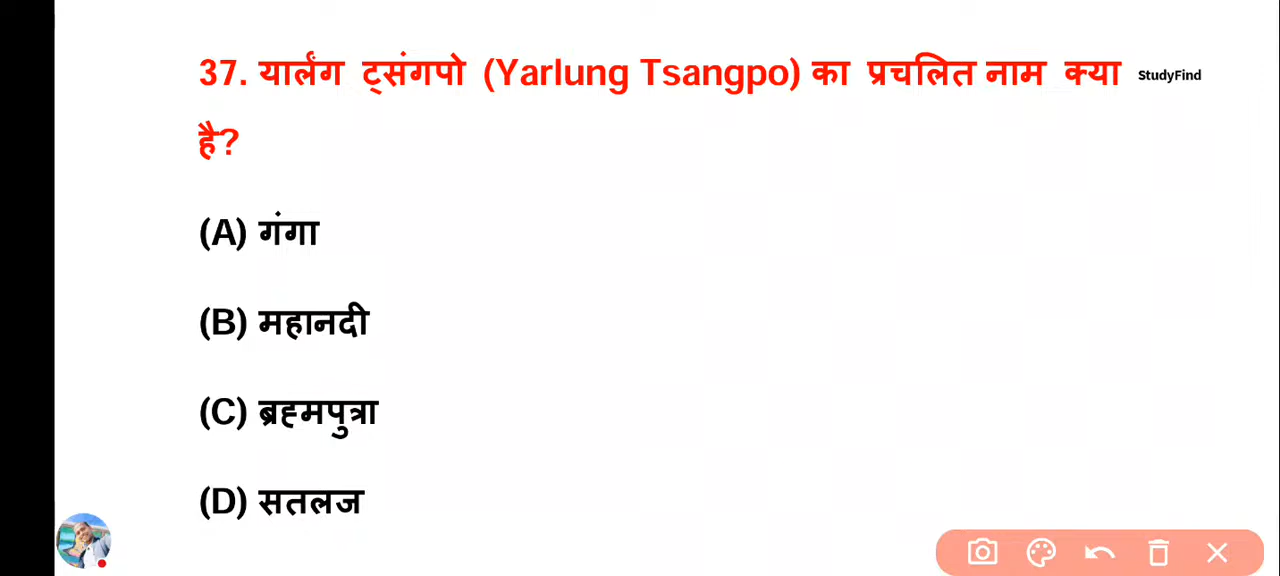 37. यार्लंग ट्संगपो (Yarlung Tsangpo) का प्रचलित नाम क्या StudyFind
है?
(A) गंगा
(B) महानदी
(C) ब्रह्मपुत्रा
(D) सतलज